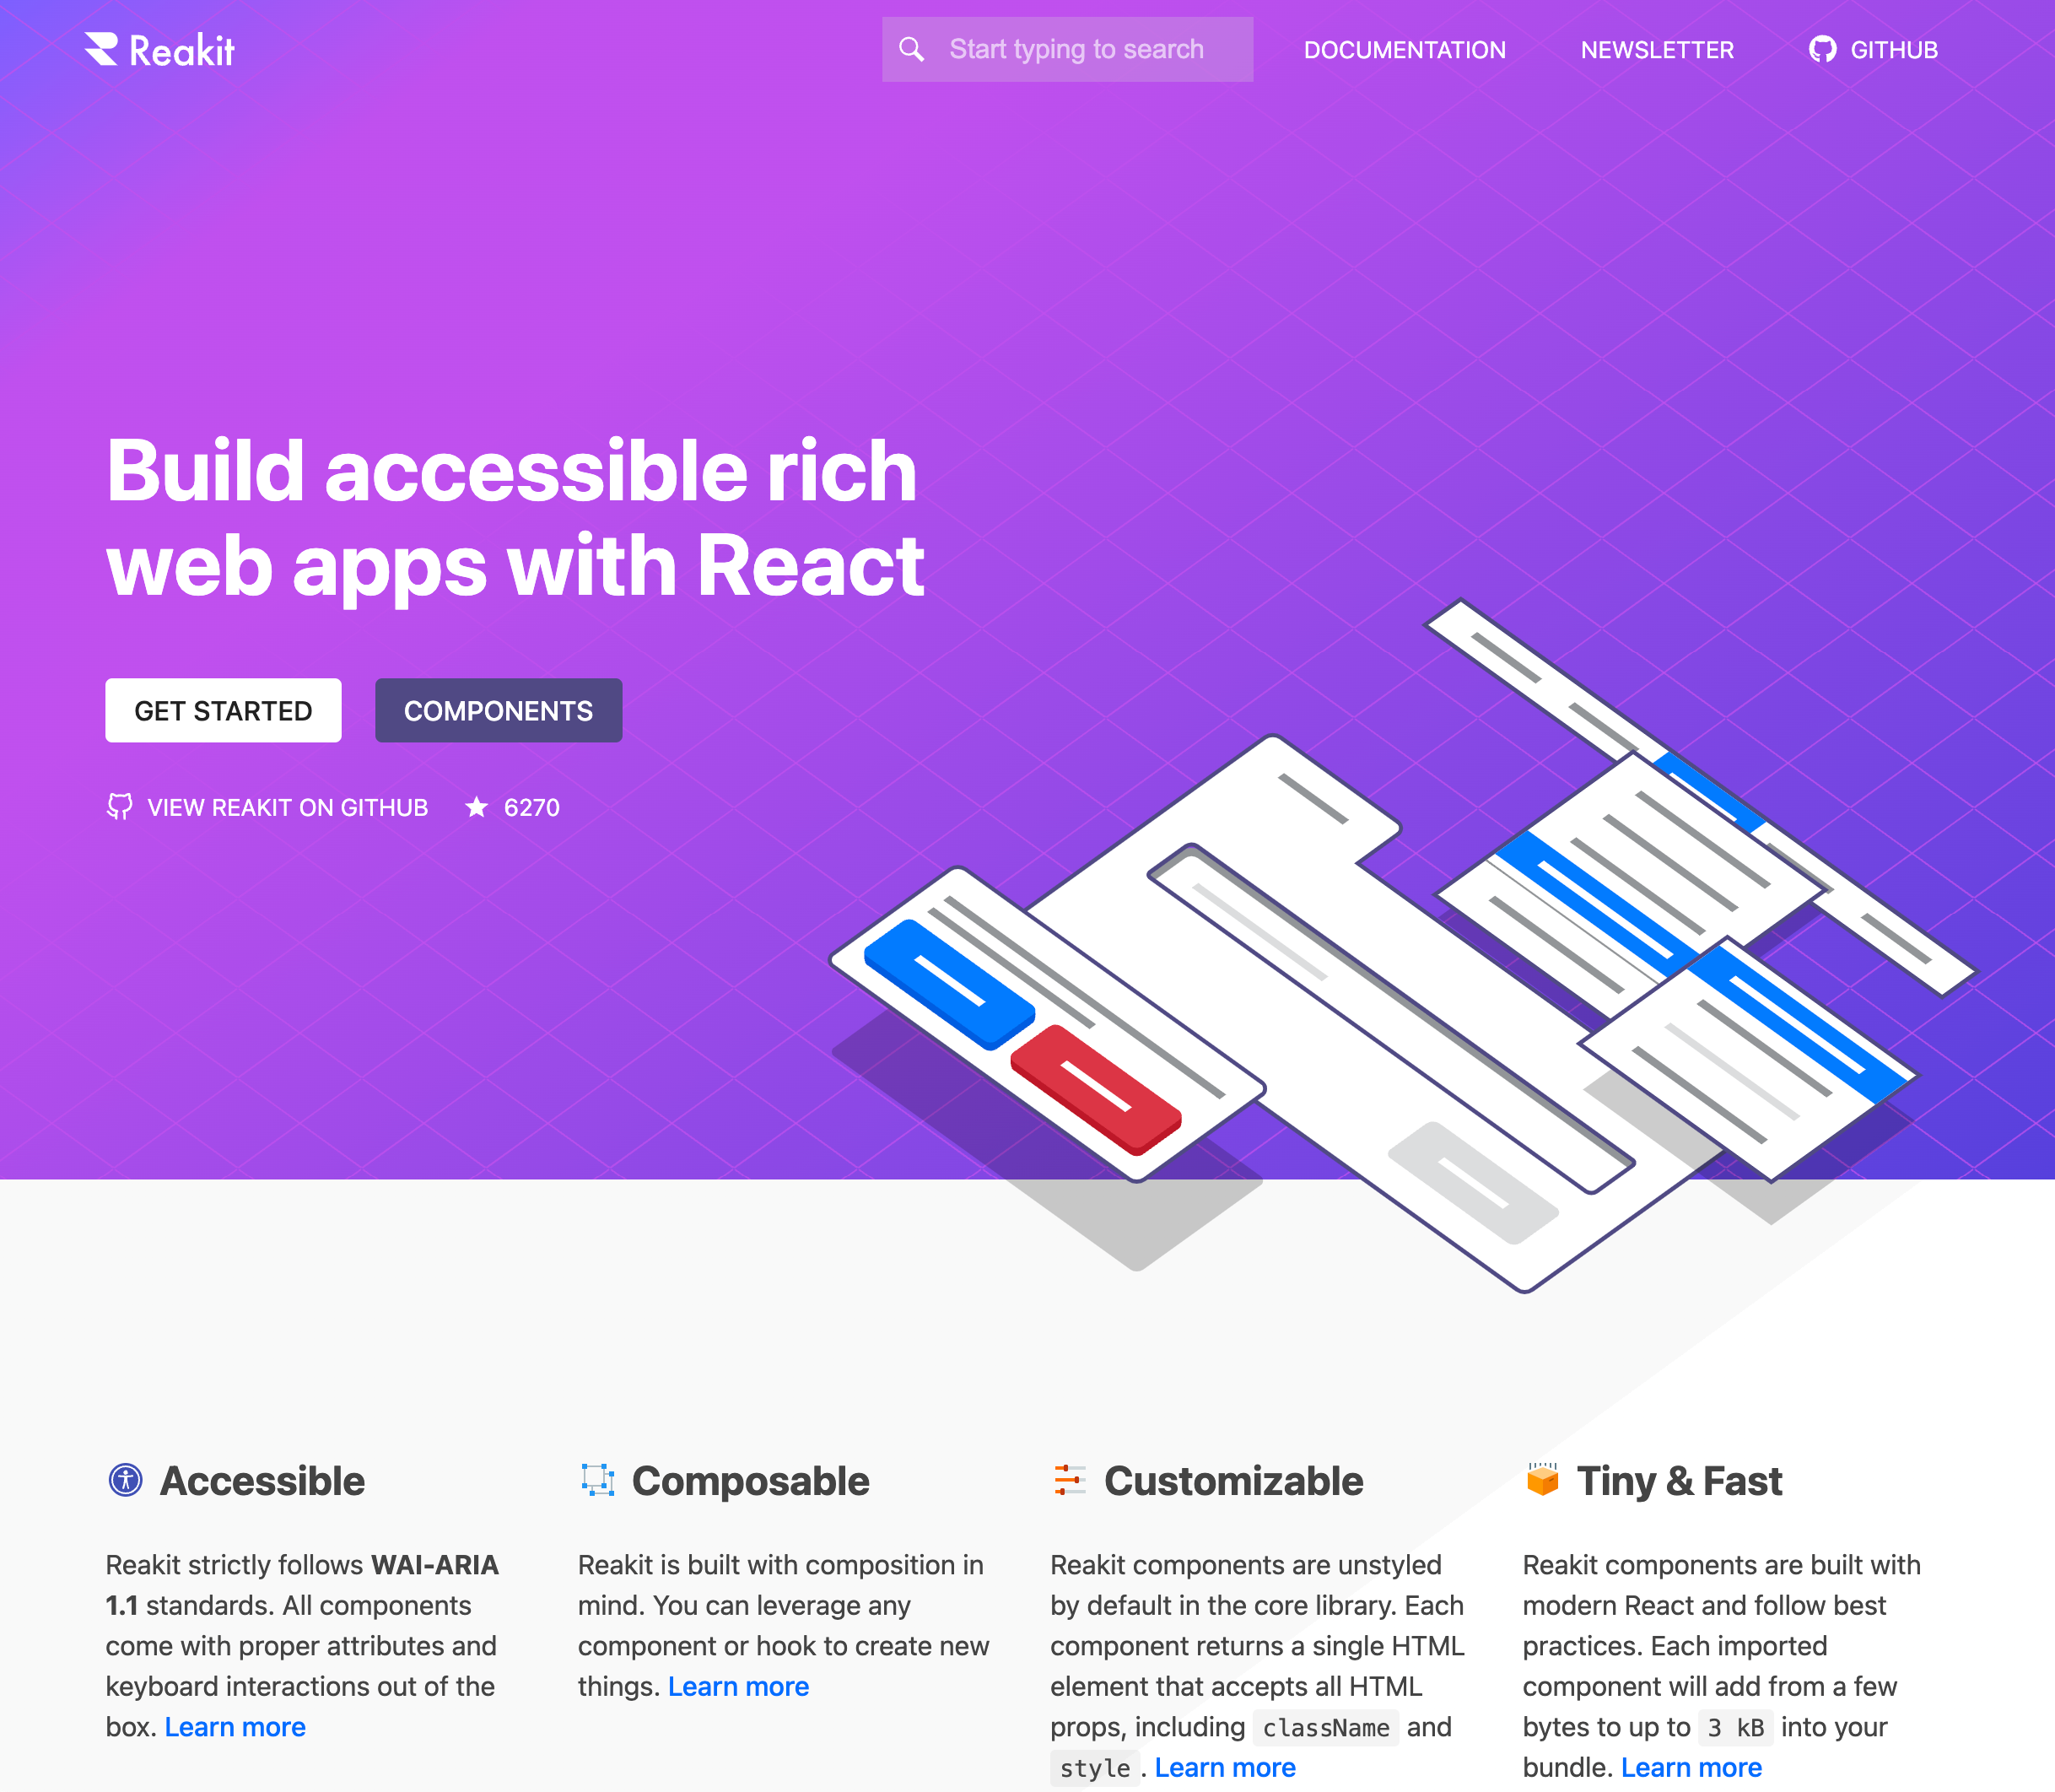 Reakit
Start typing to search
DOCUMENTATION
NEWSLETTER
GITHUB
Build accessible rich
web apps with React
GET STARTED
COMPONENTS
VIEW REAKIT ON GITHUB
6270
Accessible
Reakit strictly follows WAI-ARIA
1.1 standards. All components
come with proper attributes and
keyboard interactions out of the
box. Learn more
Composable
Reakit is built with composition in
mind. You can leverage any
component or hook to create new
things. Learn more
Customizable
Reakit components are unstyled
by default in the core library. Each
component returns a single HTML
element that accepts all HTML
props, including className and
style . Learn more
Tiny & Fast
Reakit components are built with
modern React and follow best
practices. Each imported
component will add from a few
bytes to up to 3 kB into your
bundle. Learn more